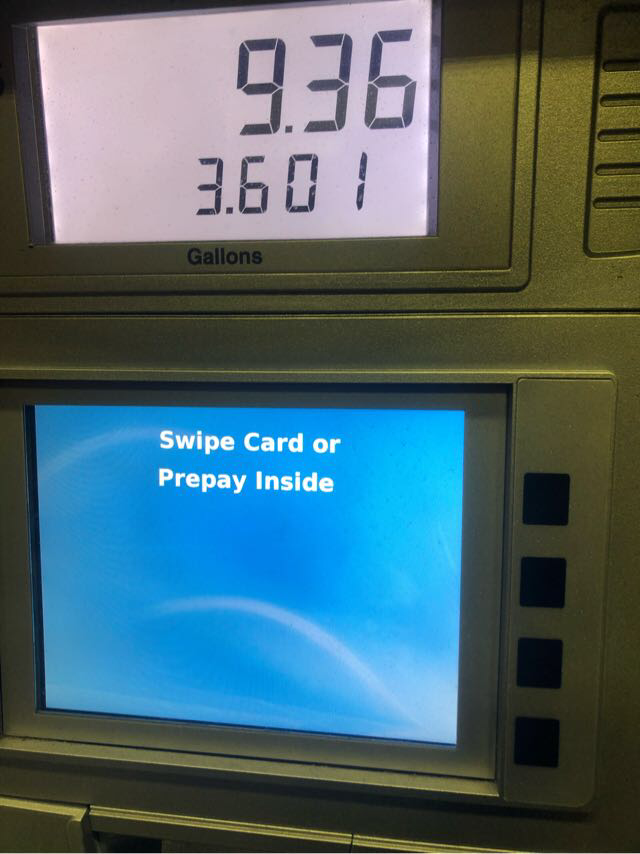 9.36
3.601
Gallons
Swipe Card or
Prepay Inside